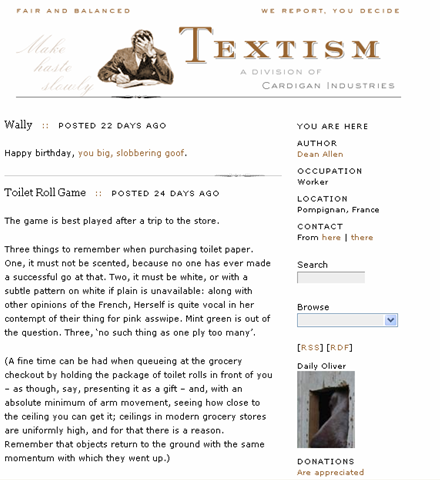 FAIR AND BALANCED
WE REPORT, YOU DECIDE
Make
haste
slowly
TEXTISM
A DIVISION OF
CARDIGAN INDUSTRIES
Wally :: POSTED 22 DAYS AGO
Happy birthday, you big, slobbering goof.
Toilet Roll Game :: POSTED 24 DAYS AGO
The game is best played after a trip to the store.
Three things to remember when purchasing toilet paper.
One, it must not be scented, because no one has ever made
a successful go at that. Two, it must be white, or with a
subtle pattern on white if plain is unavailable: along with
other opinions of the French, Herself is quite vocal in her
contempt of their thing for pink asswipe. Mint green is out of
the question. Three, ‘no such thing as one ply too many’.
(A fine time can be had when queueing at the grocery
checkout by holding the package of toilet rolls in front of you
– as though, say, presenting it as a gift – and, with an
absolute minimum of arm movement, seeing how close to
the ceiling you can get it; ceilings in modern grocery stores
are uniformly high, and for that there is a reason.
Remember that objects return to the ground with the same
momentum with which they went up.)
YOU ARE HERE
AUTHOR
Dean Allen
OCCUPATION
Worker
LOCATION
Pompignan, France
CONTACT
From here | there
Search
Browse
[RSS] [RDF]
Daily Oliver
DONATIONS
Are appreciated